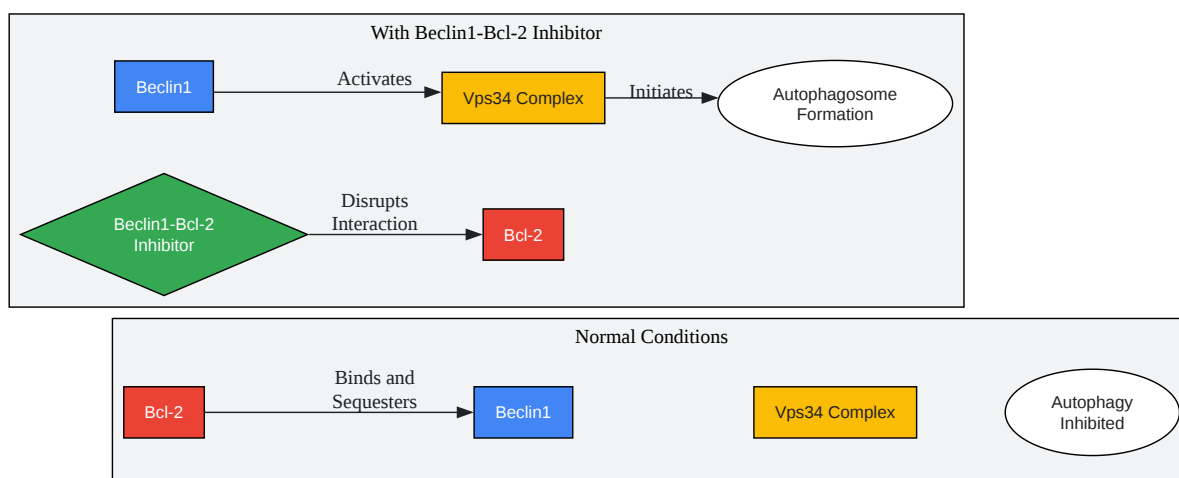 With Beclin1-Bcl-2 Inhibitor
Beclin1
Activates
Vps34 Complex
Initiates
Autophagosome
Formation
Beclin1-Bcl-2
Inhibitor
Disrupts
Interaction
Bcl-2
Normal Conditions
Bcl-2
Binds and
Sequesters
Beclin1
Vps34 Complex
Autophagy
Inhibited